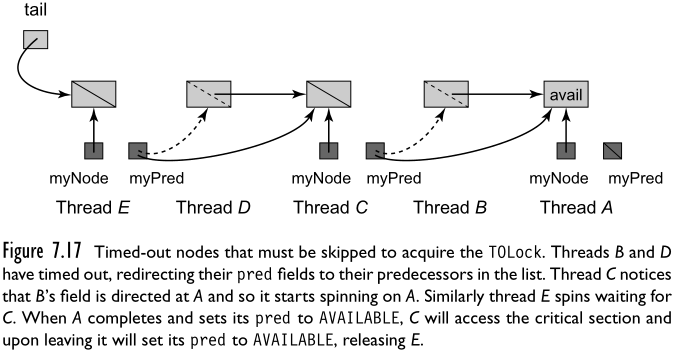 tail
avail
myNode myPred myNode myPred myNode myPred
Thread E Thread D Thread C Thread B Thread A
Figure 7.17 Timed-out nodes that must be skipped to acquire the TOLock. Threads B and D
have timed out, redirecting their pred fields to their predecessors in the list. Thread C notices
that B's field is directed at A and so it starts spinning on A. Similarly thread E spins waiting for
C. When A completes and sets its pred to AVAILABLE, C will access the critical section and
upon leaving it will set its pred to AVAILABLE, releasing E.